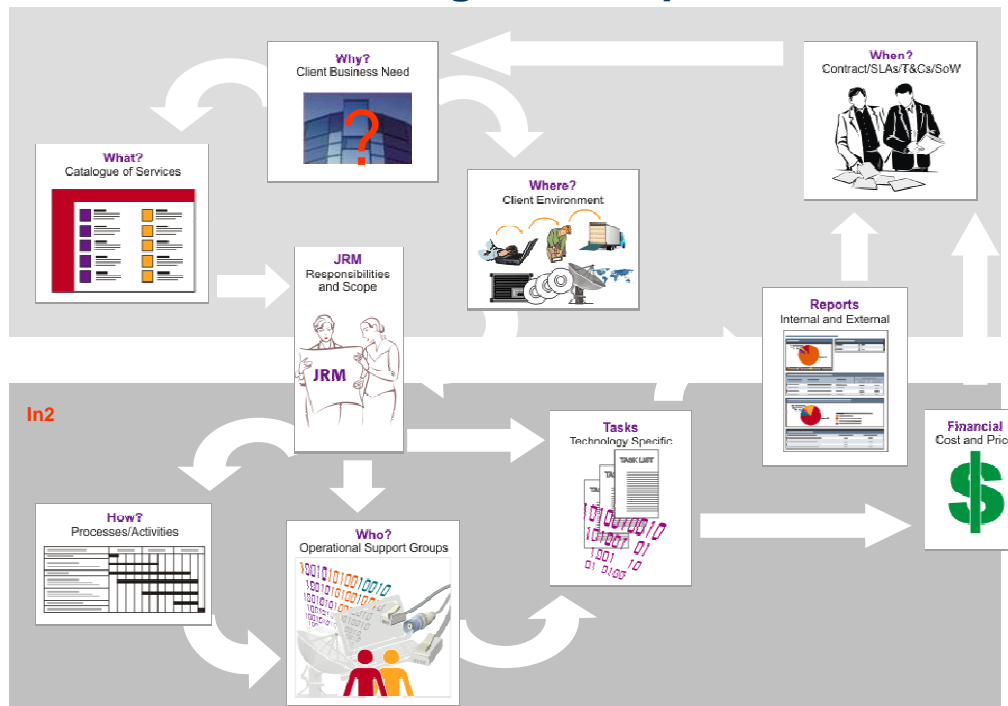 Why?
Client Business Need
?
When?
Contract/SLAs/T&Cs/SoW
What?
Catalogue of Services
Where?
Client Environment
JRM
Responsibilities
and Scope
JRM
Reports
Internal and External
In2
Tasks
Technology Specific
TASK LIST
Financial
Cost and Price
$
How?
Processes/Activities
Who?
Operational Support Groups